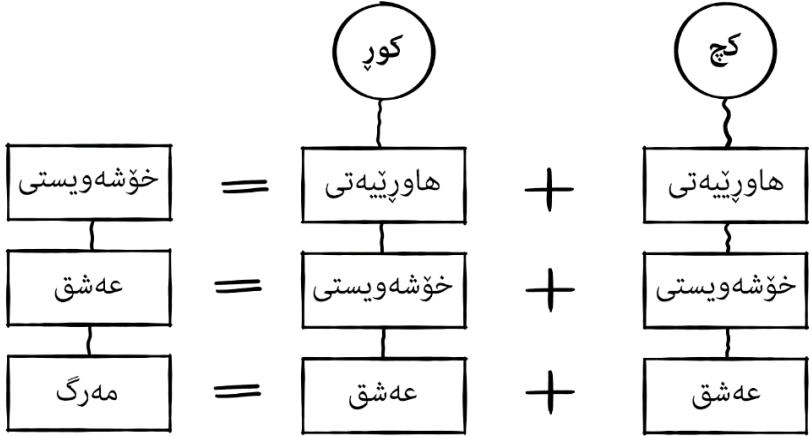 کچ
کوڕ
هاوڕێیەتی + هاوڕێیەتی = خۆشەویستی
خۆشەویستی + خۆشەویستی = عەشق
عەشق + عەشق = مەرگ